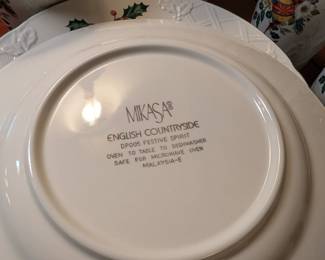 MIKASA®
ENGLISH COUNTRYSIDE
DP005 FESTIVE SPIRIT
OVEN TO TABLE TO DISHWASHER
SAFE FOR MICROWAVE OVEN
MALAYSIA-E